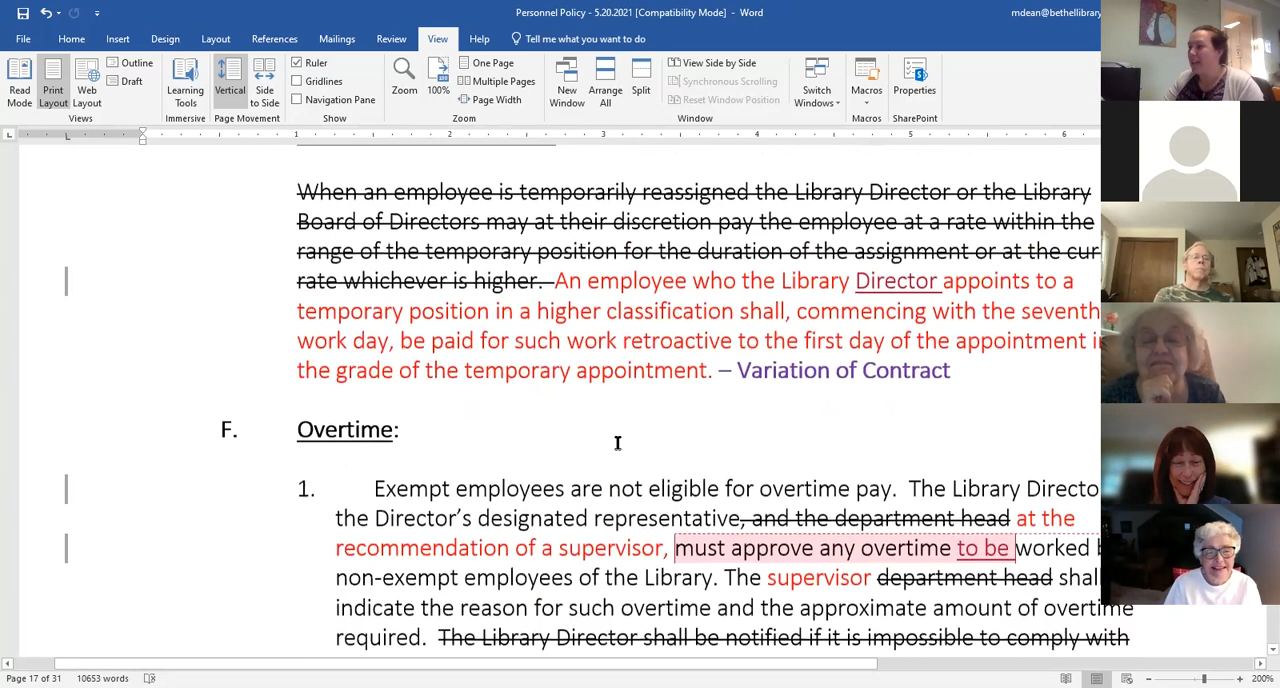 Personnel Policy - 5.20.2021 [Compatibility Mode] - Word
mdean@bethellibrary
File Home Insert Design Layout References Mailings Review View Help Tell me what you want to do
Read Mode
Print Layout
Web Layout
Outline
Draft
Views
Learning Tools
Immersive
Vertical
Side to Side
Page Movement
Ruler
Gridlines
Navigation Pane
Show
Zoom
100%
One Page
Multiple Pages
Page Width
Zoom
New Window
Arrange All
Split
View Side by Side
Synchronous Scrolling
Reset Window Position
Window
Switch Windows
Macros
Macros
Properties
SharePoint
1 2 3 4 5 6
When an employee is temporarily reassigned the Library Director or the Library
Board of Directors may at their discretion pay the employee at a rate within the
range of the temporary position for the duration of the assignment or at the cur
rate whichever is higher. An employee who the Library Director appoints to a
temporary position in a higher classification shall, commencing with the seventh
work day, be paid for such work retroactive to the first day of the appointment i
the grade of the temporary appointment. – Variation of Contract
F. Overtime:
1. Exempt employees are not eligible for overtime pay. The Library Directo
the Director's designated representative, and the department head at the
recommendation of a supervisor, must approve any overtime to be worked b
non-exempt employees of the Library. The supervisor department head shal
indicate the reason for such overtime and the approximate amount of overtime
required. The Library Director shall be notified if it is impossible to comply with
Page 17 of 31 10653 words
200%